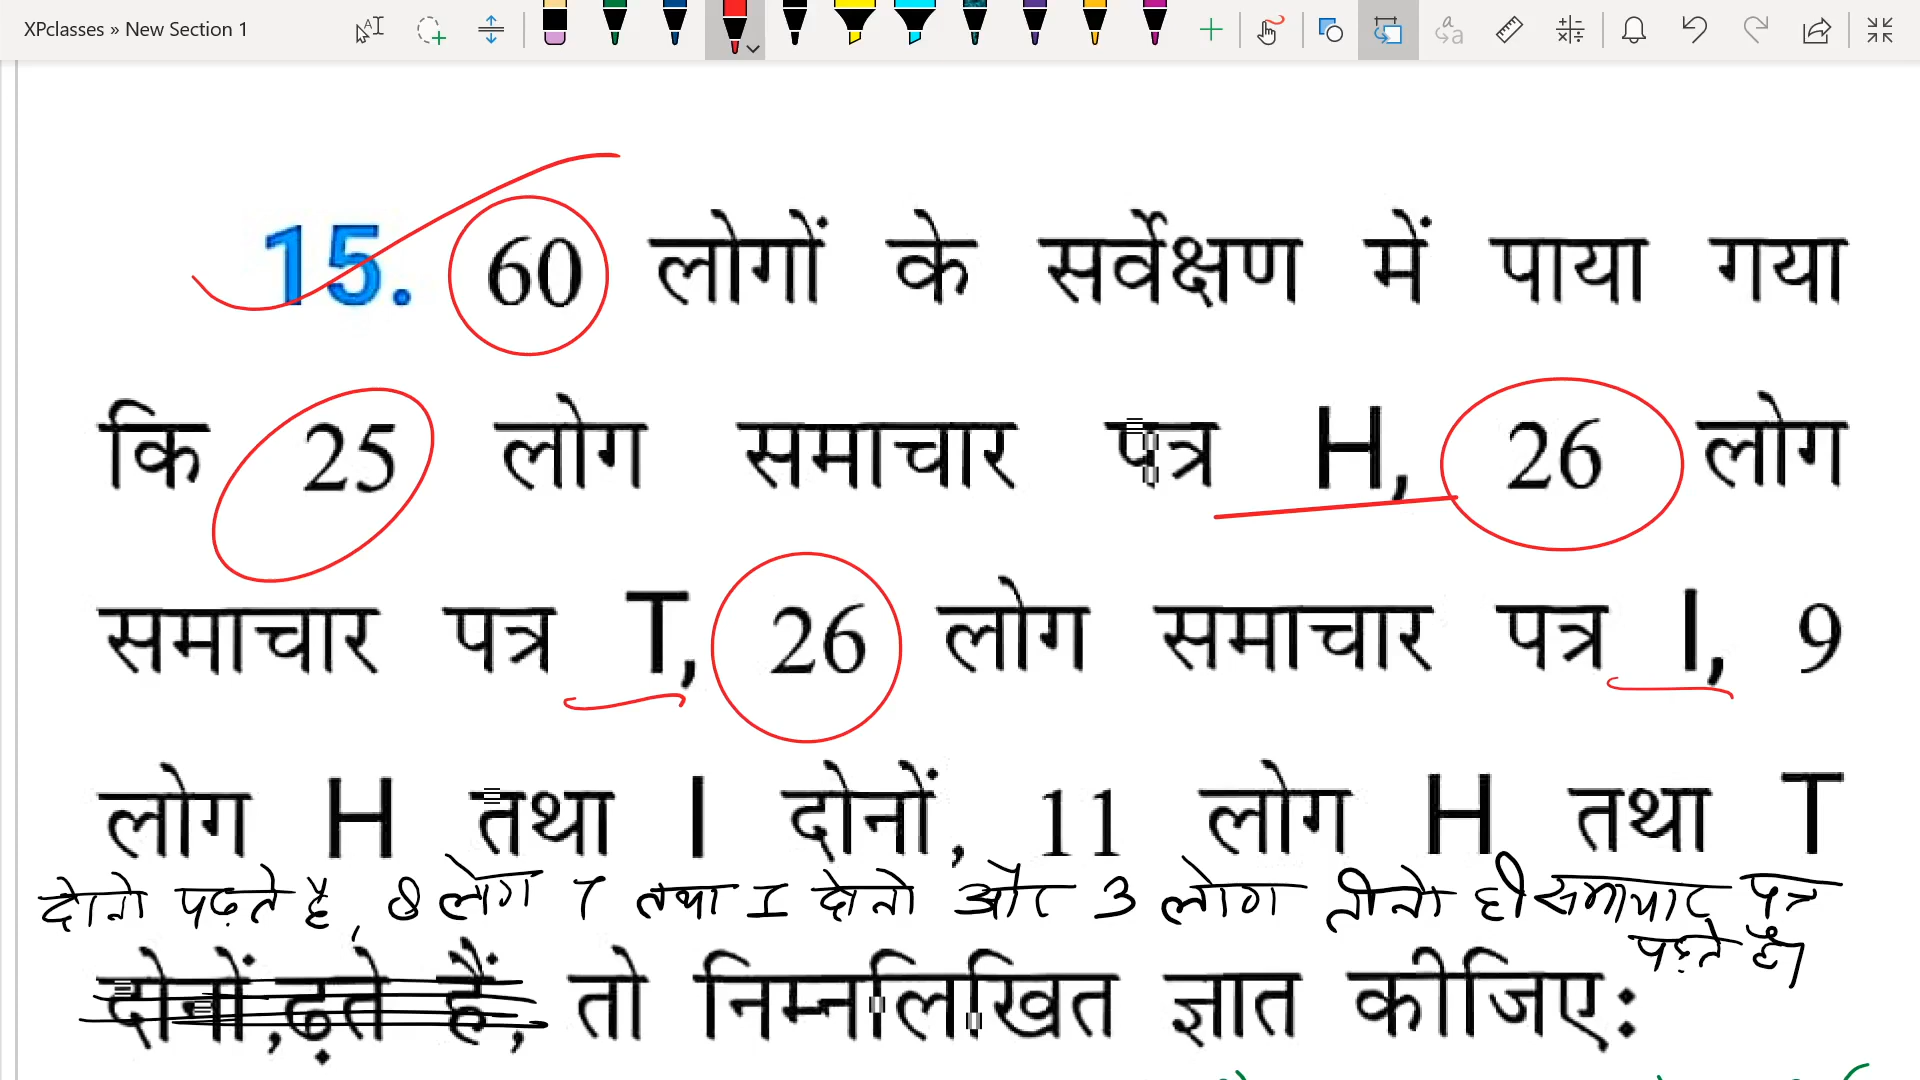 XPclasses » New Section 1
15. 60 लोगों के सर्वेक्षण में पाया गया
कि 25 लोग समाचार पत्र H, 26 लोग
समाचार पत्र T, 26 लोग समाचार पत्र I, 9
लोग H तथा I दोनों, 11 लोग H तथा T
दोनो पढ़ते है, 8 लोग T तथा I दोनो और 3 लोग तीनो ही समाचार पत्र
पढ़ते है।
दोनों,ढ़ते हैं, तो निम्नलिखित ज्ञात कीजिए: